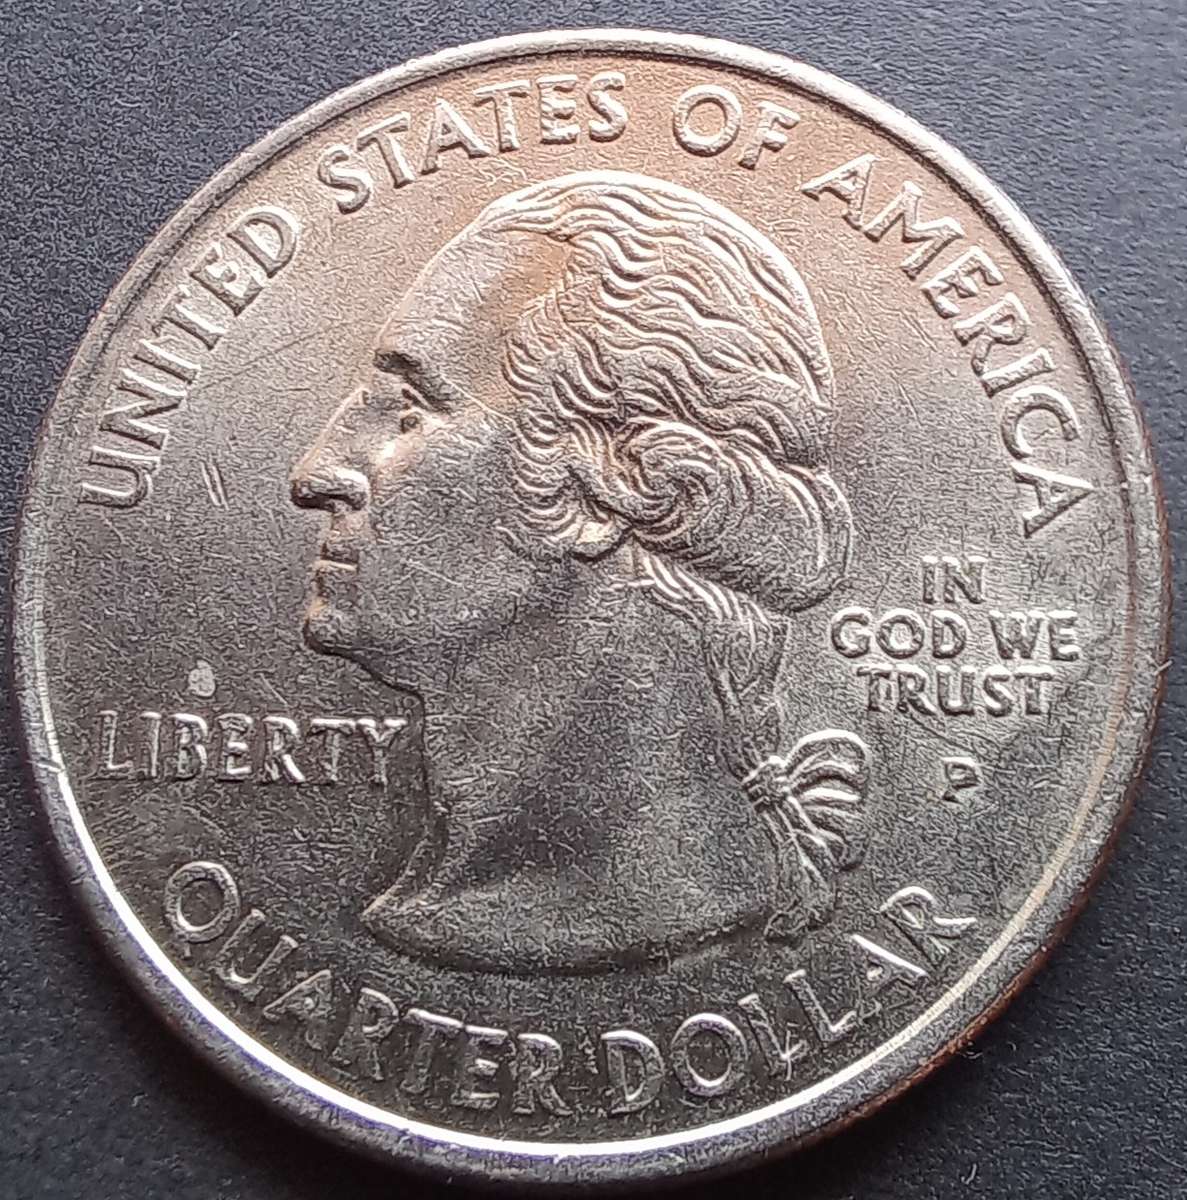 UNITED STATES OF AMERICA
LIBERTY
IN
GOD WE
TRUST
P
QUARTER DOLLAR